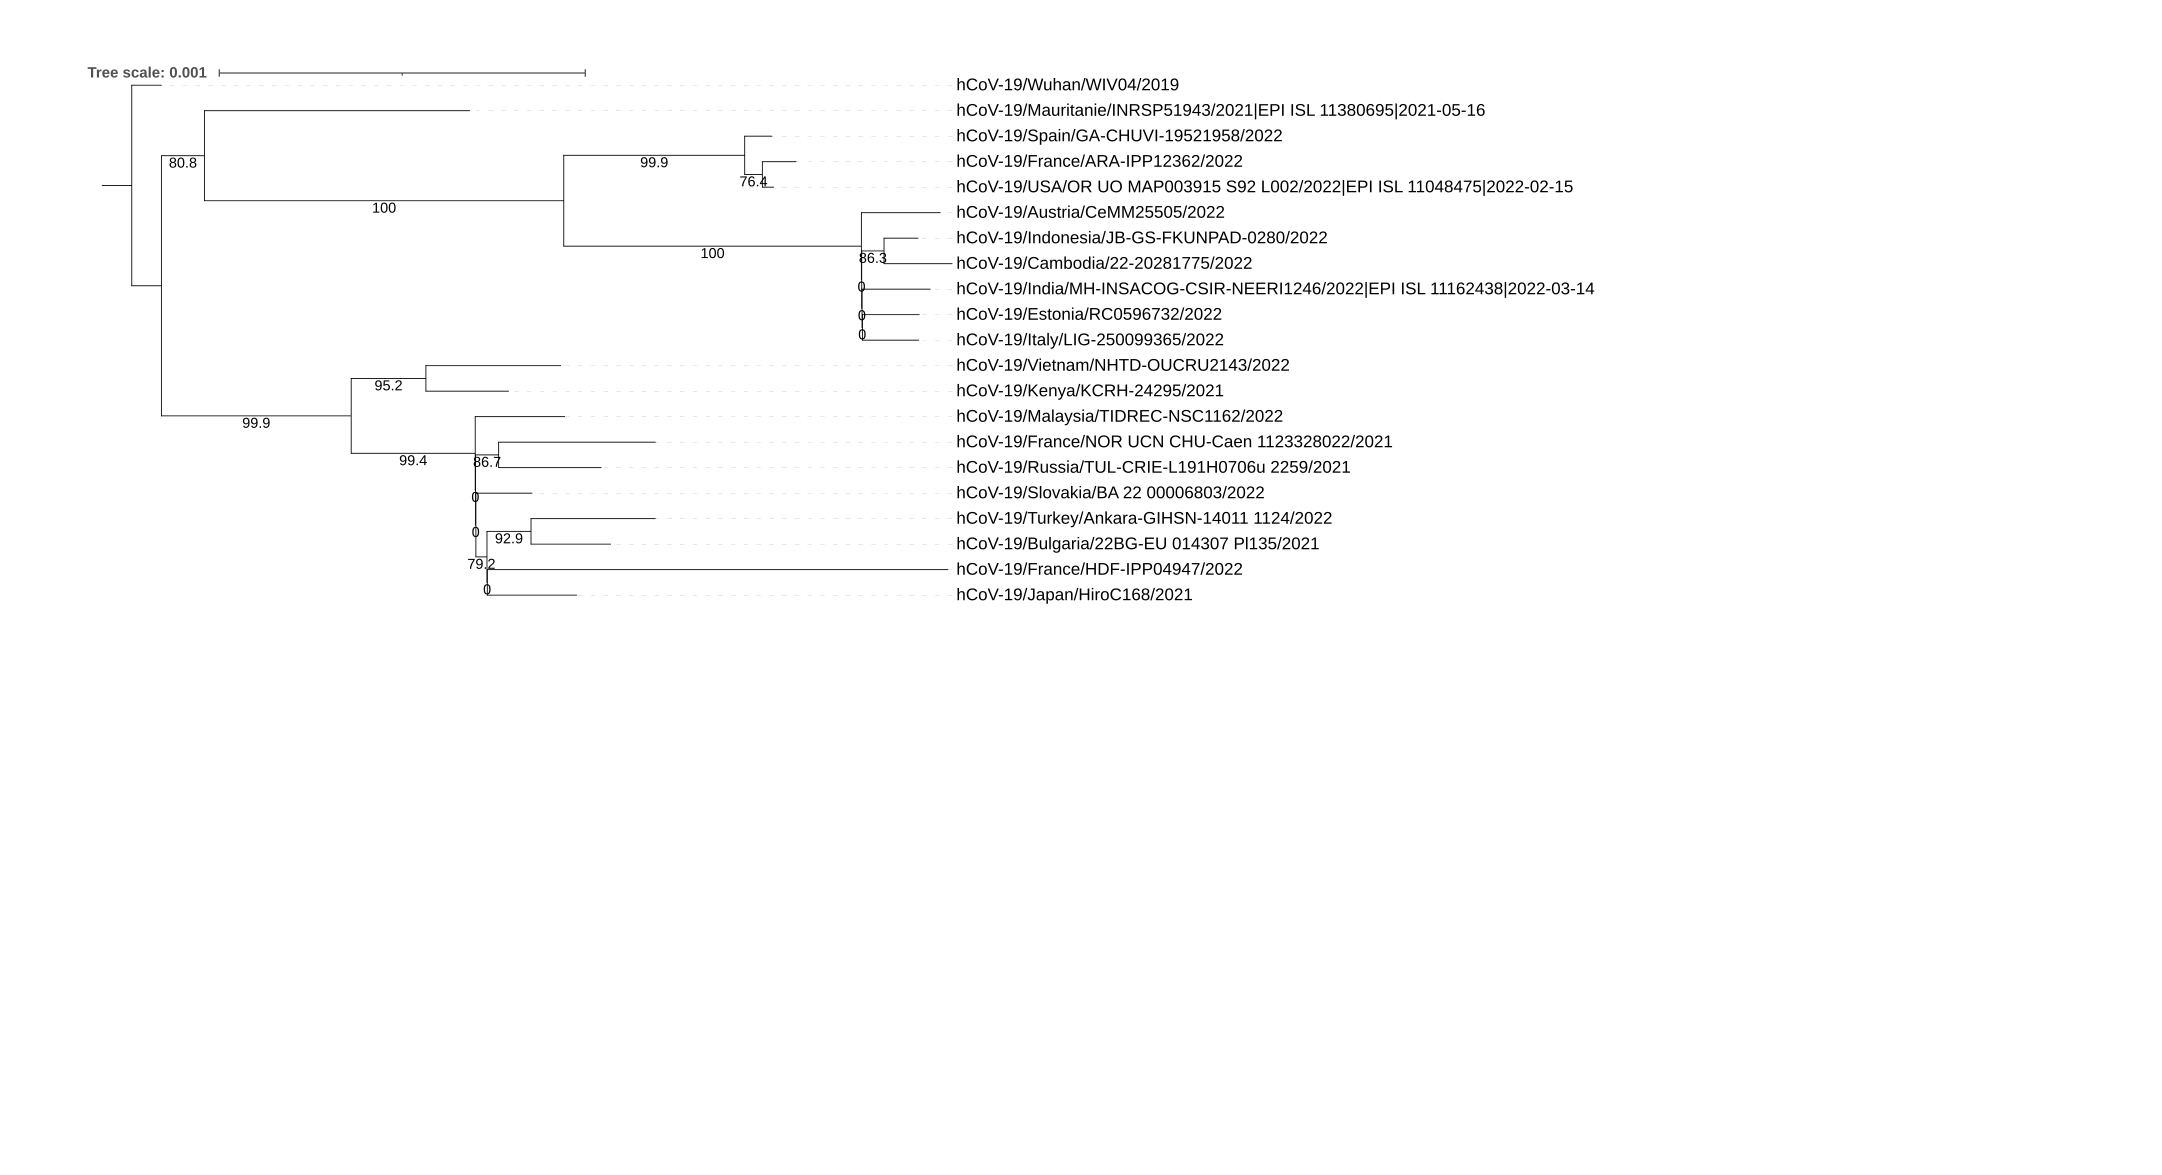 Tree scale: 0.001
hCoV-19/Wuhan/WIV04/2019
hCoV-19/Mauritanie/INRSP51943/2021|EPI ISL 11380695|2021-05-16
hCoV-19/Spain/GA-CHUVI-19521958/2022
80.8
99.9
hCoV-19/France/ARA-IPP12362/2022
76.4
hCoV-19/USA/OR UO MAP003915 S92 L002/2022|EPI ISL 11048475|2022-02-15
100
hCoV-19/Austria/CeMM25505/2022
hCoV-19/Indonesia/JB-GS-FKUNPAD-0280/2022
100
86.3
hCoV-19/Cambodia/22-20281775/2022
0
hCoV-19/India/MH-INSACOG-CSIR-NEERI1246/2022|EPI ISL 11162438|2022-03-14
0
hCoV-19/Estonia/RC0596732/2022
0
hCoV-19/Italy/LIG-250099365/2022
hCoV-19/Vietnam/NHTD-OUCRU2143/2022
95.2
hCoV-19/Kenya/KCRH-24295/2021
hCoV-19/Malaysia/TIDREC-NSC1162/2022
99.9
hCoV-19/France/NOR UCN CHU-Caen 1123328022/2021
99.4
86.7
hCoV-19/Russia/TUL-CRIE-L191H0706u 2259/2021
0
hCoV-19/Slovakia/BA 22 00006803/2022
hCoV-19/Turkey/Ankara-GIHSN-14011 1124/2022
0
92.9
hCoV-19/Bulgaria/22BG-EU 014307 Pl135/2021
79.2
hCoV-19/France/HDF-IPP04947/2022
0
hCoV-19/Japan/HiroC168/2021